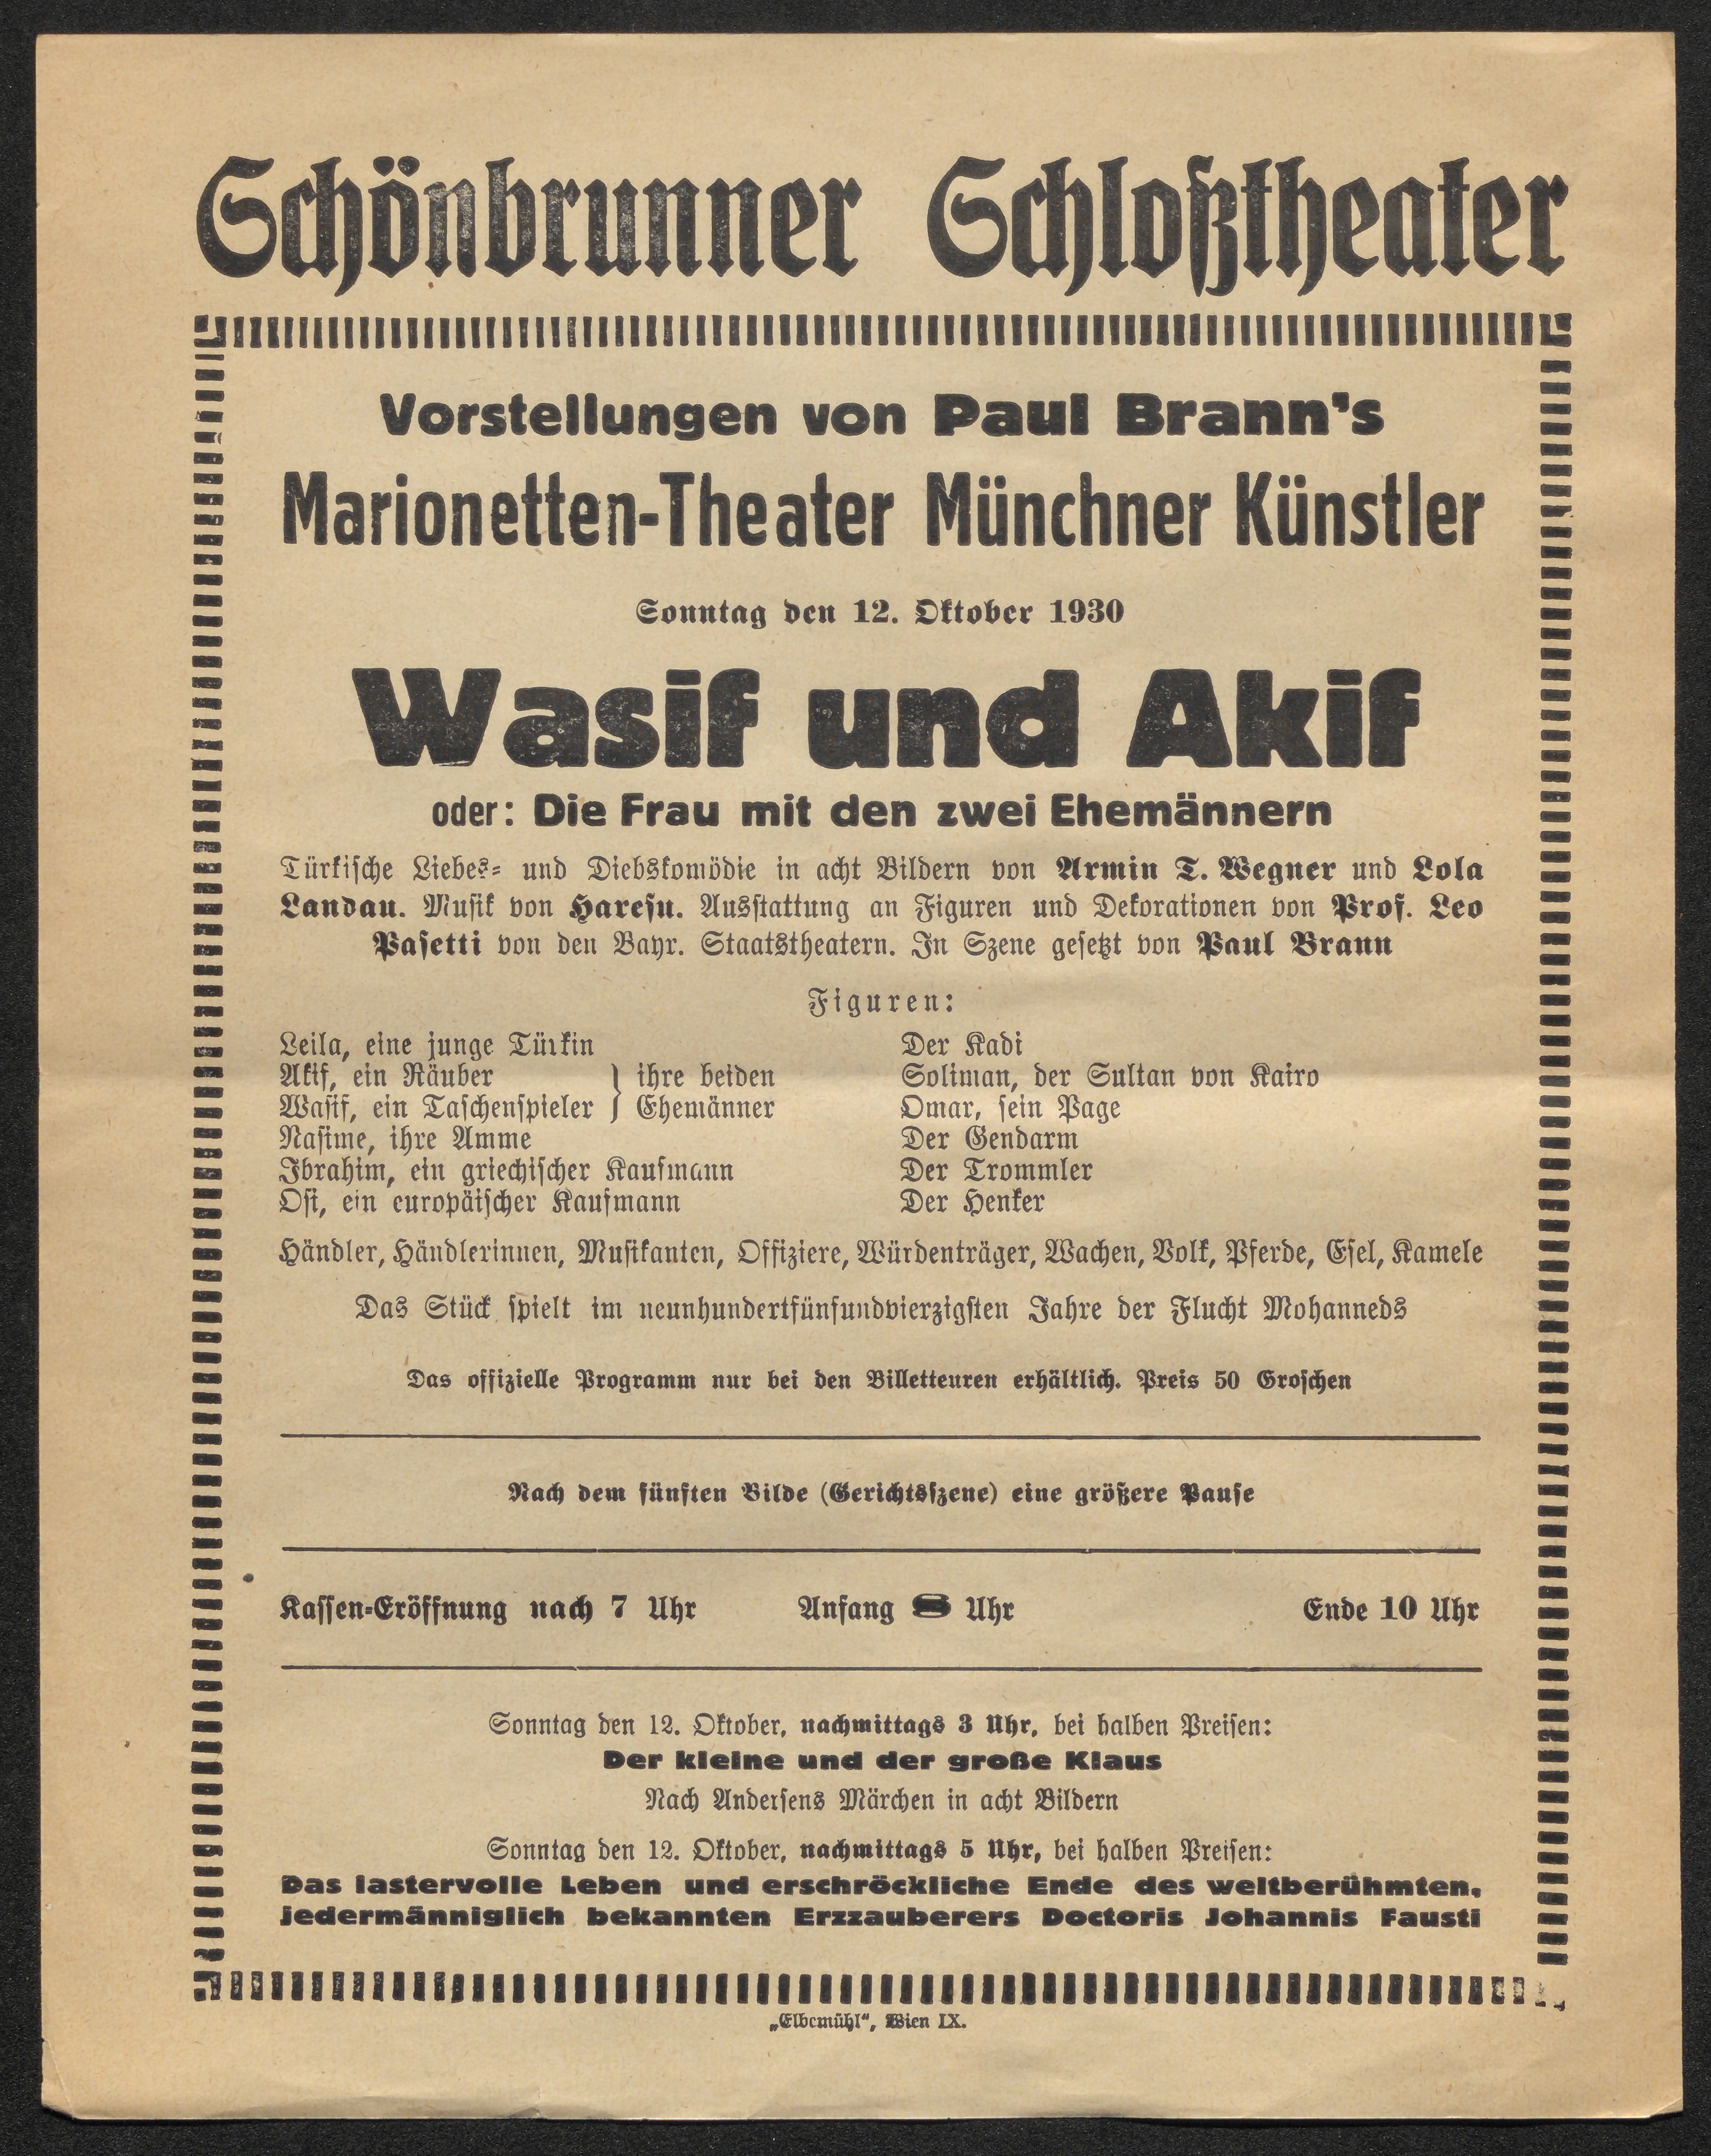 Schönbrunner Schloßtheater
Vorstellungen von Paul Brann's
Marionetten-Theater Münchner Künstler
Sonntag den 12. Oktober 1930
Wasif und Akif
oder: Die Frau mit den zwei Ehemännern
Türkische Liebes- und Diebskomödie in acht Bildern von Armin T. Wegner und Lola
Landau. Musik von Haresu. Ausstattung an Figuren und Dekorationen von Prof. Leo
Pasetti von den Bayr. Staatstheatern. In Szene gesetzt von Paul Brann
Figuren:
Leila, eine junge Türkin
Akif, ein Räuber } ihre beiden
Wasif, ein Taschenspieler } Ehemänner
Nasime, ihre Amme
Ibrahim, ein griechischer Kaufmann
Osi, ein europäischer Kaufmann
Der Kadi
Soliman, der Sultan von Kairo
Omar, sein Page
Der Gendarm
Der Trommler
Der Henker
Händler, Händlerinnen, Musikanten, Offiziere, Würdenträger, Wachen, Volk, Pferde, Esel, Kamele
Das Stück spielt im neunhundertfünfundvierzigsten Jahre der Flucht Mohanneds
Das offizielle Programm nur bei den Billetteuren erhältlich. Preis 50 Groschen
Nach dem fünften Bilde (Gerichtsszene) eine größere Pause
Kassen-Eröffnung nach 7 Uhr Anfang 8 Uhr Ende 10 Uhr
Sonntag den 12. Oktober, nachmittags 3 Uhr, bei halben Preisen:
Der kleine und der große Klaus
Nach Andersens Märchen in acht Bildern
Sonntag den 12. Oktober, nachmittags 5 Uhr, bei halben Preisen:
Das lastervolle Leben und erschröckliche Ende des weltberühmten,
jedermänniglich bekannten Erzzauberers Doctoris Johannis Fausti
„Elbemühl“, Wien IX.